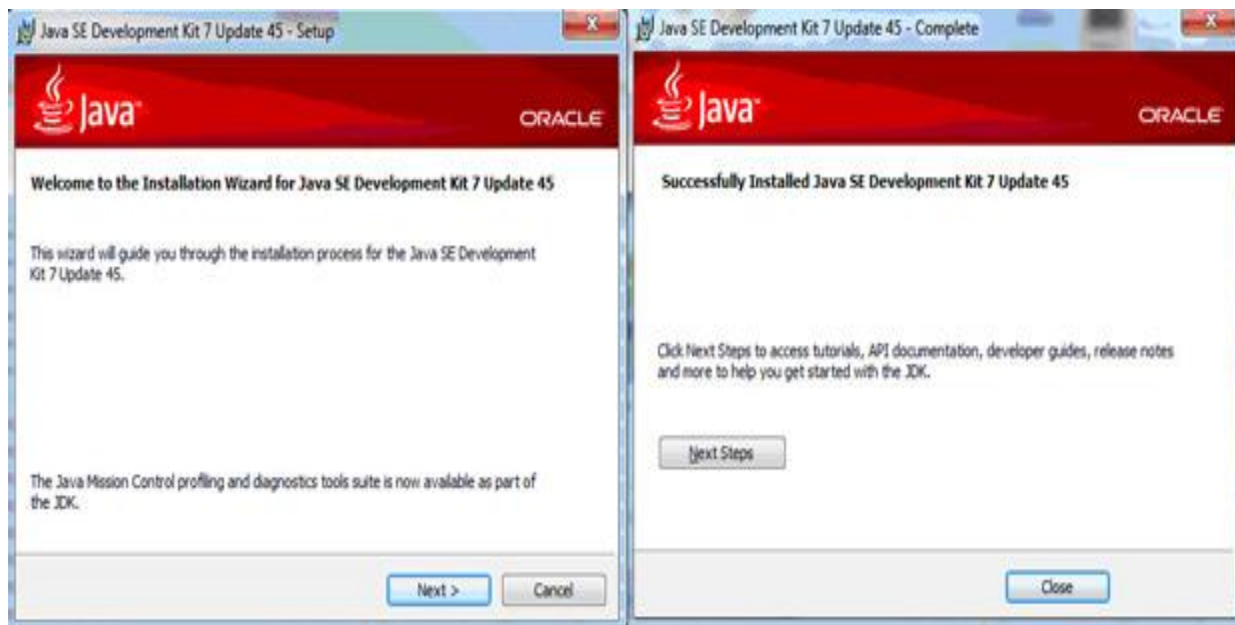 Java SE Development Kit 7 Update 45 - Setup
Java
ORACLE
Welcome to the Installation Wizard for Java SE Development Kit 7 Update 45
This wizard will guide you through the installation process for the Java SE Development
Kit 7 Update 45.
The Java Mission Control profiling and diagnostics tools suite is now available as part of
the JDK.
Next >
Cancel
Java SE Development Kit 7 Update 45 - Complete
Java
ORACLE
Successfully Installed Java SE Development Kit 7 Update 45
Click Next Steps to access tutorials, API documentation, developer guides, release notes
and more to help you get started with the JDK.
Next Steps
Close